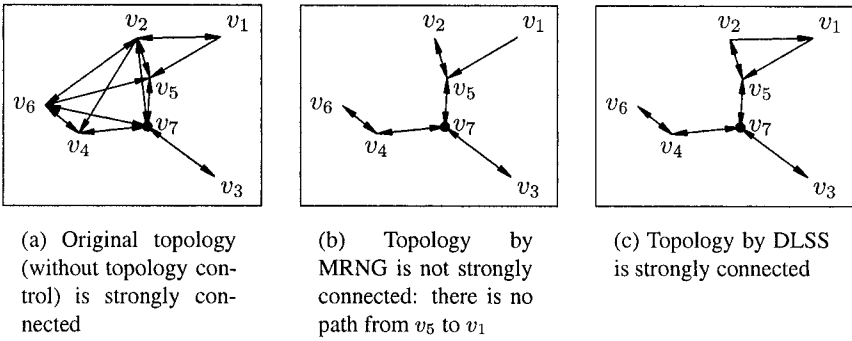 v2 v1
v5
v6
v7
v4
v3
v2 v1
v5
v6
v7
v4
v3
v2 v1
v5
v6
v7
v4
v3
(a) Original topology
(without topology con-
trol) is strongly con-
nected
(b) Topology by
MRNG is not strongly
connected: there is no
path from v5 to v1
(c) Topology by DLSS
is strongly connected